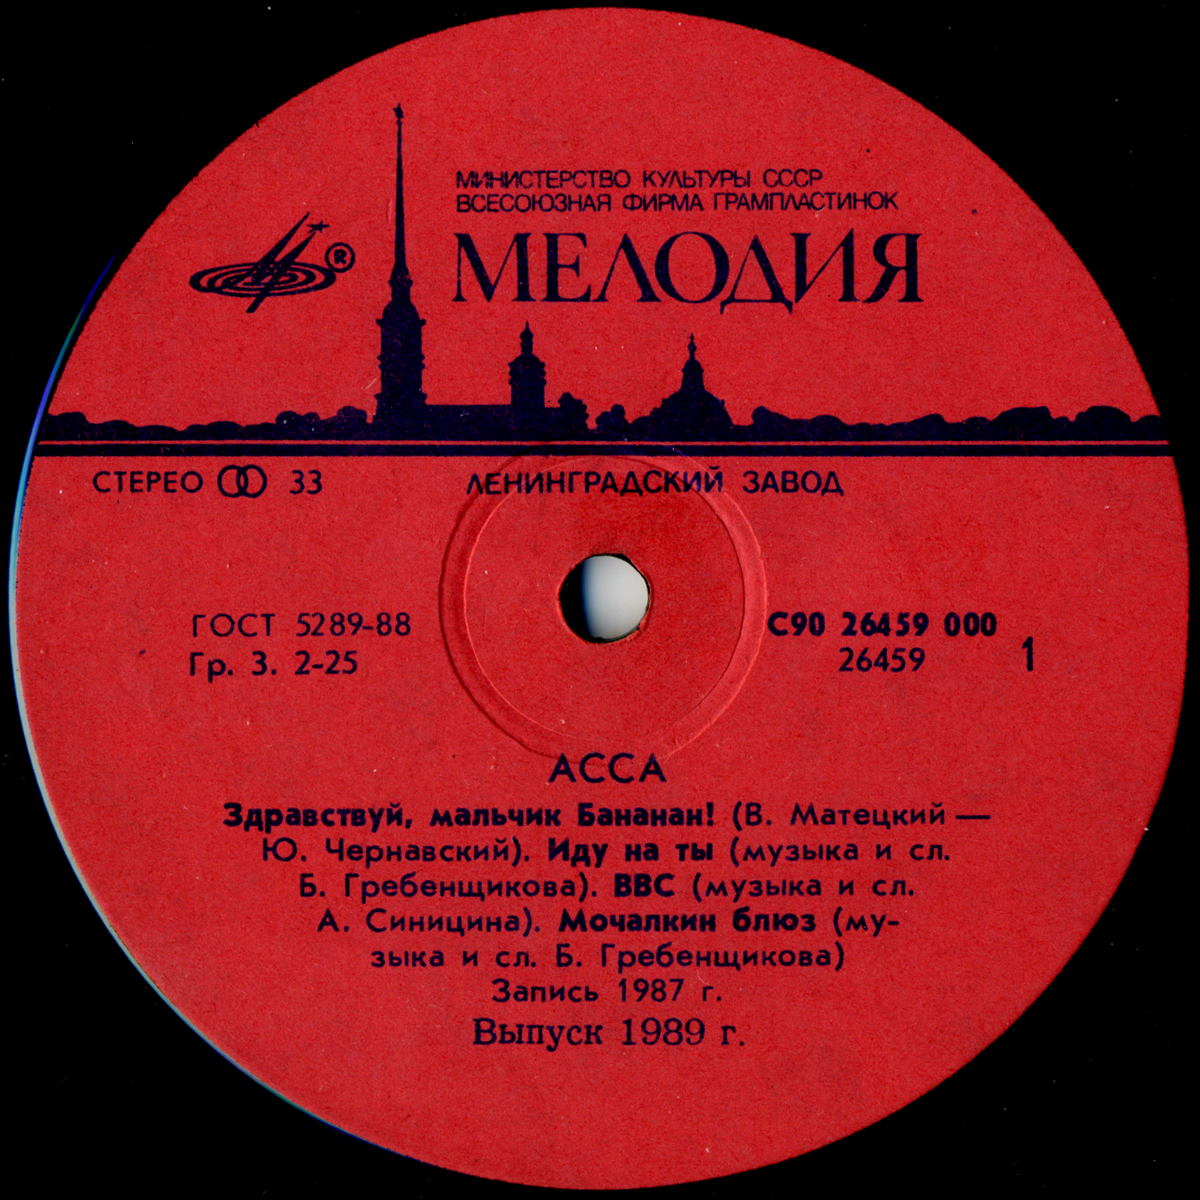 МИНИСТЕРСТВО КУЛЬТУРЫ СССР
ВСЕСОЮЗНАЯ ФИРМА ГРАМПЛАСТИНОК
МЕЛОДИЯ
®
СТЕРЕО 33
ЛЕНИНГРАДСКИЙ ЗАВОД
ГОСТ 5289-88
Гр. 3. 2-25
С90 26459 000
26459 1
АССА
Здравствуй, мальчик Бананан! (В. Матецкий —
Ю. Чернавский). Иду на ты (музыка и сл.
Б. Гребенщикова). ВВС (музыка и сл.
А. Синицина). Мочалкин блюз (му-
зыка и сл. Б. Гребенщикова)
Запись 1987 г.
Выпуск 1989 г.